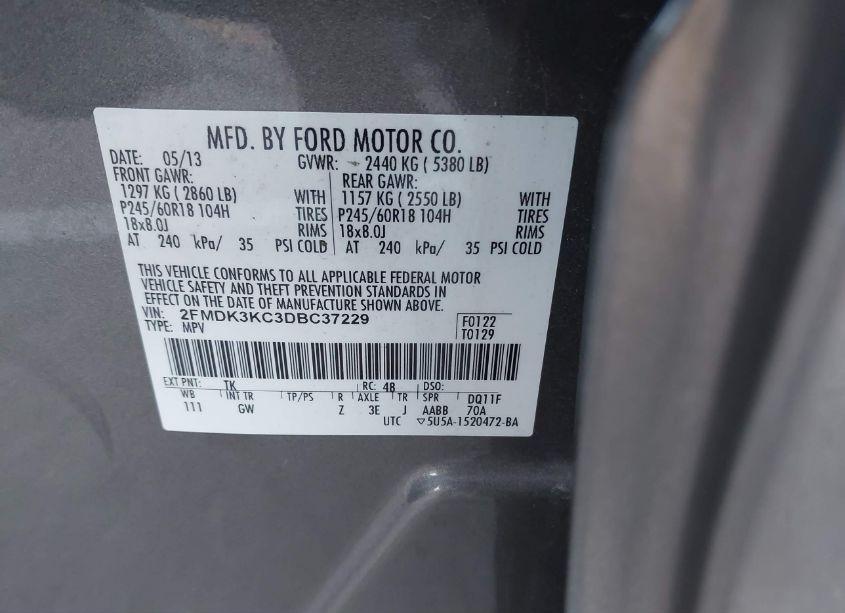 MFD. BY FORD MOTOR CO.
DATE: 05/13 GVWR: 2440 KG ( 5380 LB)
FRONT GAWR: REAR GAWR:
1297 KG ( 2860 LB) WITH 1157 KG ( 2550 LB) WITH
P245/60R18 104H TIRES P245/60R18 104H TIRES
18x8.0J RIMS 18x8.0J RIMS
AT 240 kPa/ 35 PSI COLD AT 240 kPa/ 35 PSI COLD
THIS VEHICLE CONFORMS TO ALL APPLICABLE FEDERAL MOTOR
VEHICLE SAFETY AND THEFT PREVENTION STANDARDS IN
EFFECT ON THE DATE OF MANUFACTURE SHOWN ABOVE.
VIN: 2FMDK3KC3DBC37229 F0122
TYPE: MPV T0129
EXT PNT: TK RC: 48 DSO:
WB INT TR TP/PS R AXLE TR SPR DQ11F
111 GW Z 3E J AABB 70A
UTC ▽5U5A-1520472-BA